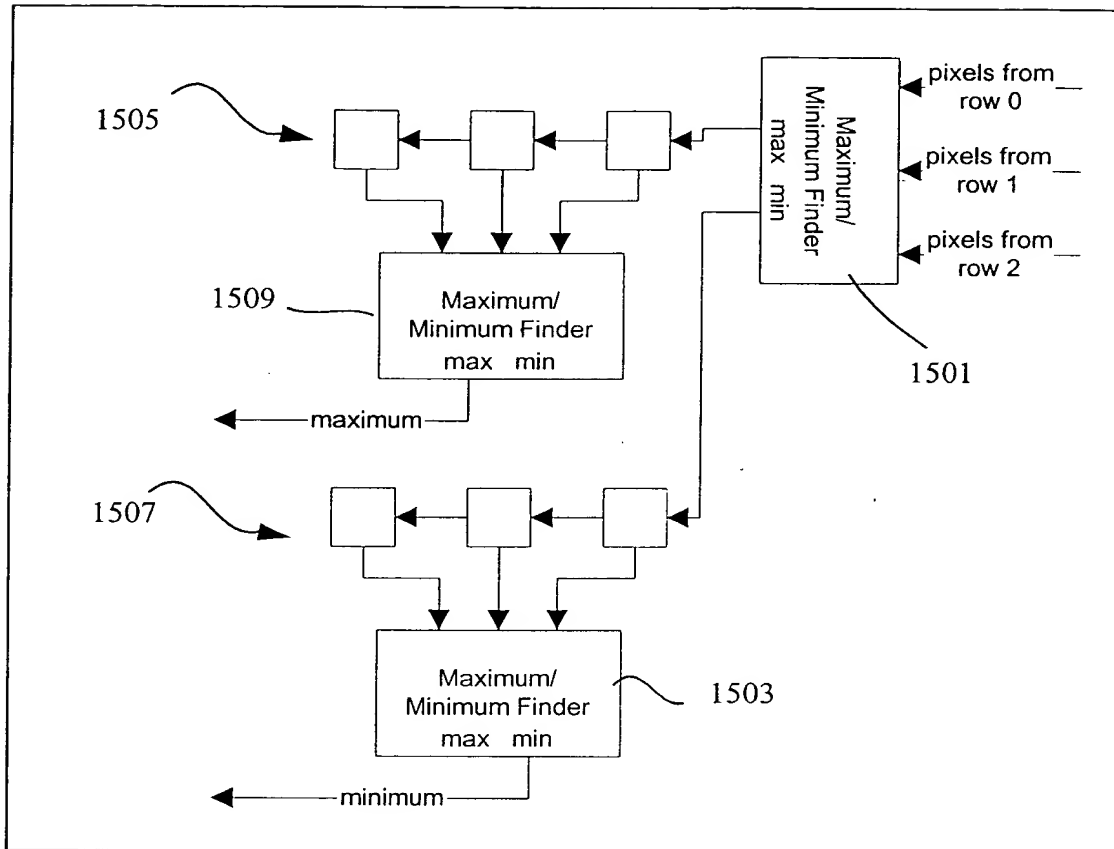 pixels from
row 0
pixels from
row 1
pixels from
row 2
Maximum/
Minimum Finder
max min
1501
1505
1509
Maximum/
Minimum Finder
max min
maximum
1507
Maximum/
Minimum Finder
max min
1503
minimum